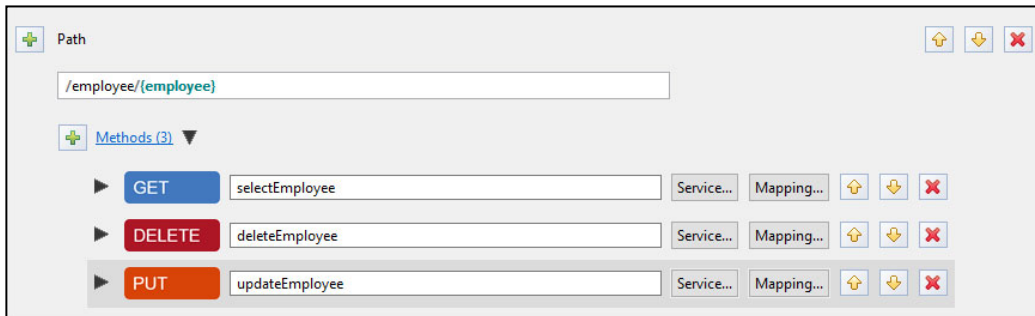 Path
/employee/{employee}
Methods (3)
GET selectEmployee Service... Mapping...
DELETE deleteEmployee Service... Mapping...
PUT updateEmployee Service... Mapping...